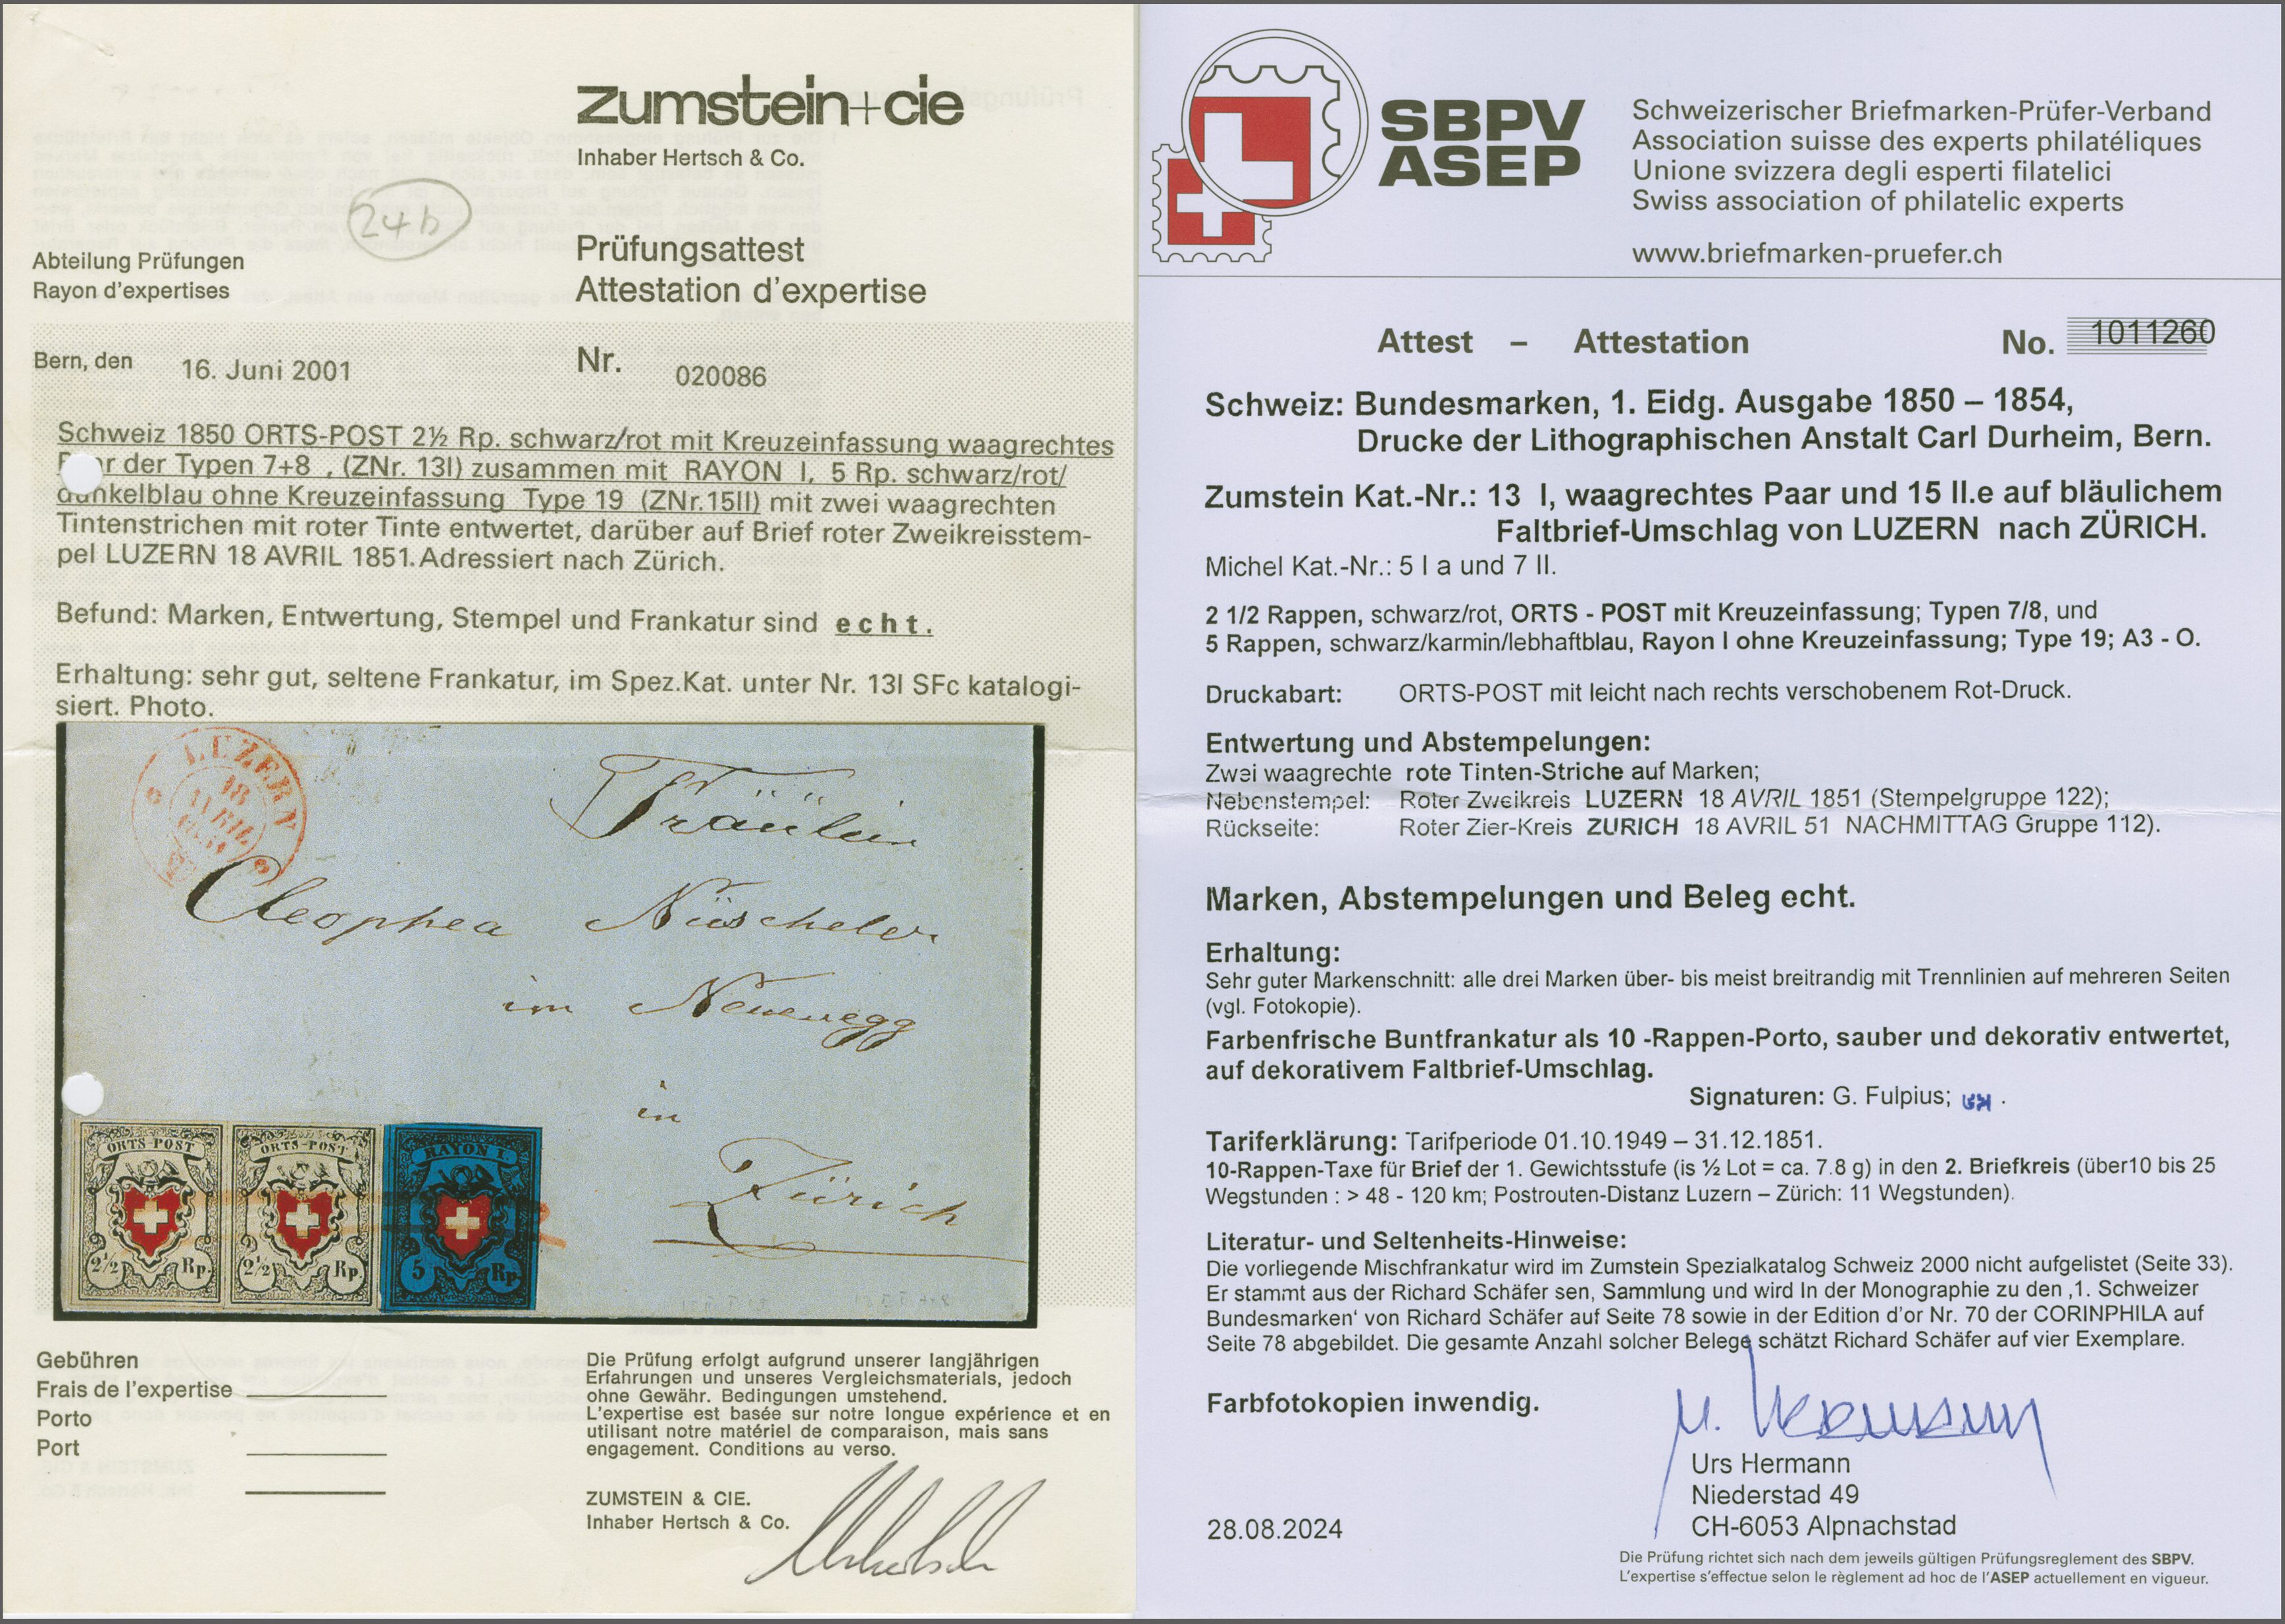 zumstein+cie
Inhaber Hertsch & Co.
24b
Prüfungsattest
Attestation d'expertise
Abteilung Prüfungen
Rayon d'expertises
Bern, den 16. Juni 2001 Nr. 020086
Schweiz 1850 ORTS-POST 2½ Rp. schwarz/rot mit Kreuzeinfassung waagrechtes
r der Typen 7+8 , (ZNr. 13I) zusammen mit RAYON I, 5 Rp. schwarz/rot/
dunkelblau ohne Kreuzeinfassung Type 19 (ZNr.15II) mit zwei waagrechten
Tintenstrichen mit roter Tinte entwertet, darüber auf Brief roter Zweikreisstem-
pel LUZERN 18 AVRIL 1851. Adressiert nach Zürich.
Befund: Marken, Entwertung, Stempel und Frankatur sind echt.
Erhaltung: sehr gut, seltene Frankatur, im Spez.Kat. unter Nr. 13I SFc katalogi-
siert. Photo.
LUZERN
18
AVRIL
Fräülein
Cleophea Nüscheler
im Neuenegg
in
Zürich
ORTS-POST ORTS-POST RAYON I.
2½ Rp. 2½ Rp. 5 Rp.
Gebühren
Frais de l'expertise
Porto
Port
Die Prüfung erfolgt aufgrund unserer langjährigen
Erfahrungen und unseres Vergleichsmaterials, jedoch
ohne Gewähr. Bedingungen umstehend.
L'expertise est basée sur notre longue expérience et en
utilisant notre matériel de comparaison, mais sans
engagement. Conditions au verso.
ZUMSTEIN & CIE.
Inhaber Hertsch & Co.
SBPV
ASEP
Schweizerischer Briefmarken-Prüfer-Verband
Association suisse des experts philatéliques
Unione svizzera degli esperti filatelici
Swiss association of philatelic experts
www.briefmarken-pruefer.ch
Attest – Attestation No. 1011260
Schweiz: Bundesmarken, 1. Eidg. Ausgabe 1850 – 1854,
Drucke der Lithographischen Anstalt Carl Durheim, Bern.
Zumstein Kat.-Nr.: 13 I, waagrechtes Paar und 15 II.e auf bläulichem
Faltbrief-Umschlag von LUZERN nach ZÜRICH.
Michel Kat.-Nr.: 5 I a und 7 II.
2 1/2 Rappen, schwarz/rot, ORTS - POST mit Kreuzeinfassung; Typen 7/8, und
5 Rappen, schwarz/karmin/lebhaftblau, Rayon I ohne Kreuzeinfassung; Type 19; A3 - O.
Druckabart: ORTS-POST mit leicht nach rechts verschobenem Rot-Druck.
Entwertung und Abstempelungen:
Zwei waagrechte rote Tinten-Striche auf Marken;
Nebenstempel: Roter Zweikreis LUZERN 18 AVRIL 1851 (Stempelgruppe 122);
Rückseite: Roter Zier-Kreis ZURICH 18 AVRIL 51 NACHMITTAG Gruppe 112).
Marken, Abstempelungen und Beleg echt.
Erhaltung:
Sehr guter Markenschnitt: alle drei Marken über- bis meist breitrandig mit Trennlinien auf mehreren Seiten
(vgl. Fotokopie).
Farbenfrische Buntfrankatur als 10 -Rappen-Porto, sauber und dekorativ entwertet,
auf dekorativem Faltbrief-Umschlag.
Signaturen: G. Fulpius; .
Tariferklärung: Tarifperiode 01.10.1949 – 31.12.1851.
10-Rappen-Taxe für Brief der 1. Gewichtsstufe (is ½ Lot = ca. 7.8 g) in den 2. Briefkreis (über10 bis 25
Wegstunden : > 48 - 120 km; Postrouten-Distanz Luzern – Zürich: 11 Wegstunden).
Literatur- und Seltenheits-Hinweise:
Die vorliegende Mischfrankatur wird im Zumstein Spezialkatalog Schweiz 2000 nicht aufgelistet (Seite 33).
Er stammt aus der Richard Schäfer sen, Sammlung und wird In der Monographie zu den ‚1. Schweizer
Bundesmarken' von Richard Schäfer auf Seite 78 sowie in der Edition d'or Nr. 70 der CORINPHILA auf
Seite 78 abgebildet. Die gesamte Anzahl solcher Belege schätzt Richard Schäfer auf vier Exemplare.
Farbfotokopien inwendig.
U. Hermann
Urs Hermann
Niederstad 49
CH-6053 Alpnachstad
28.08.2024
Die Prüfung richtet sich nach dem jeweils gültigen Prüfungsreglement des SBPV.
L'expertise s'effectue selon le règlement ad hoc de l'ASEP actuellement en vigueur.